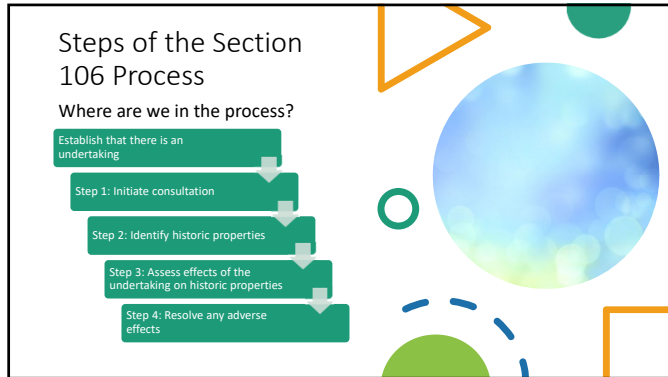 Steps of the Section
106 Process
Where are we in the process?
Establish that there is an
undertaking
Step 1: Initiate consultation
Step 2: Identify historic properties
Step 3: Assess effects of the
undertaking on historic properties
Step 4: Resolve any adverse
effects